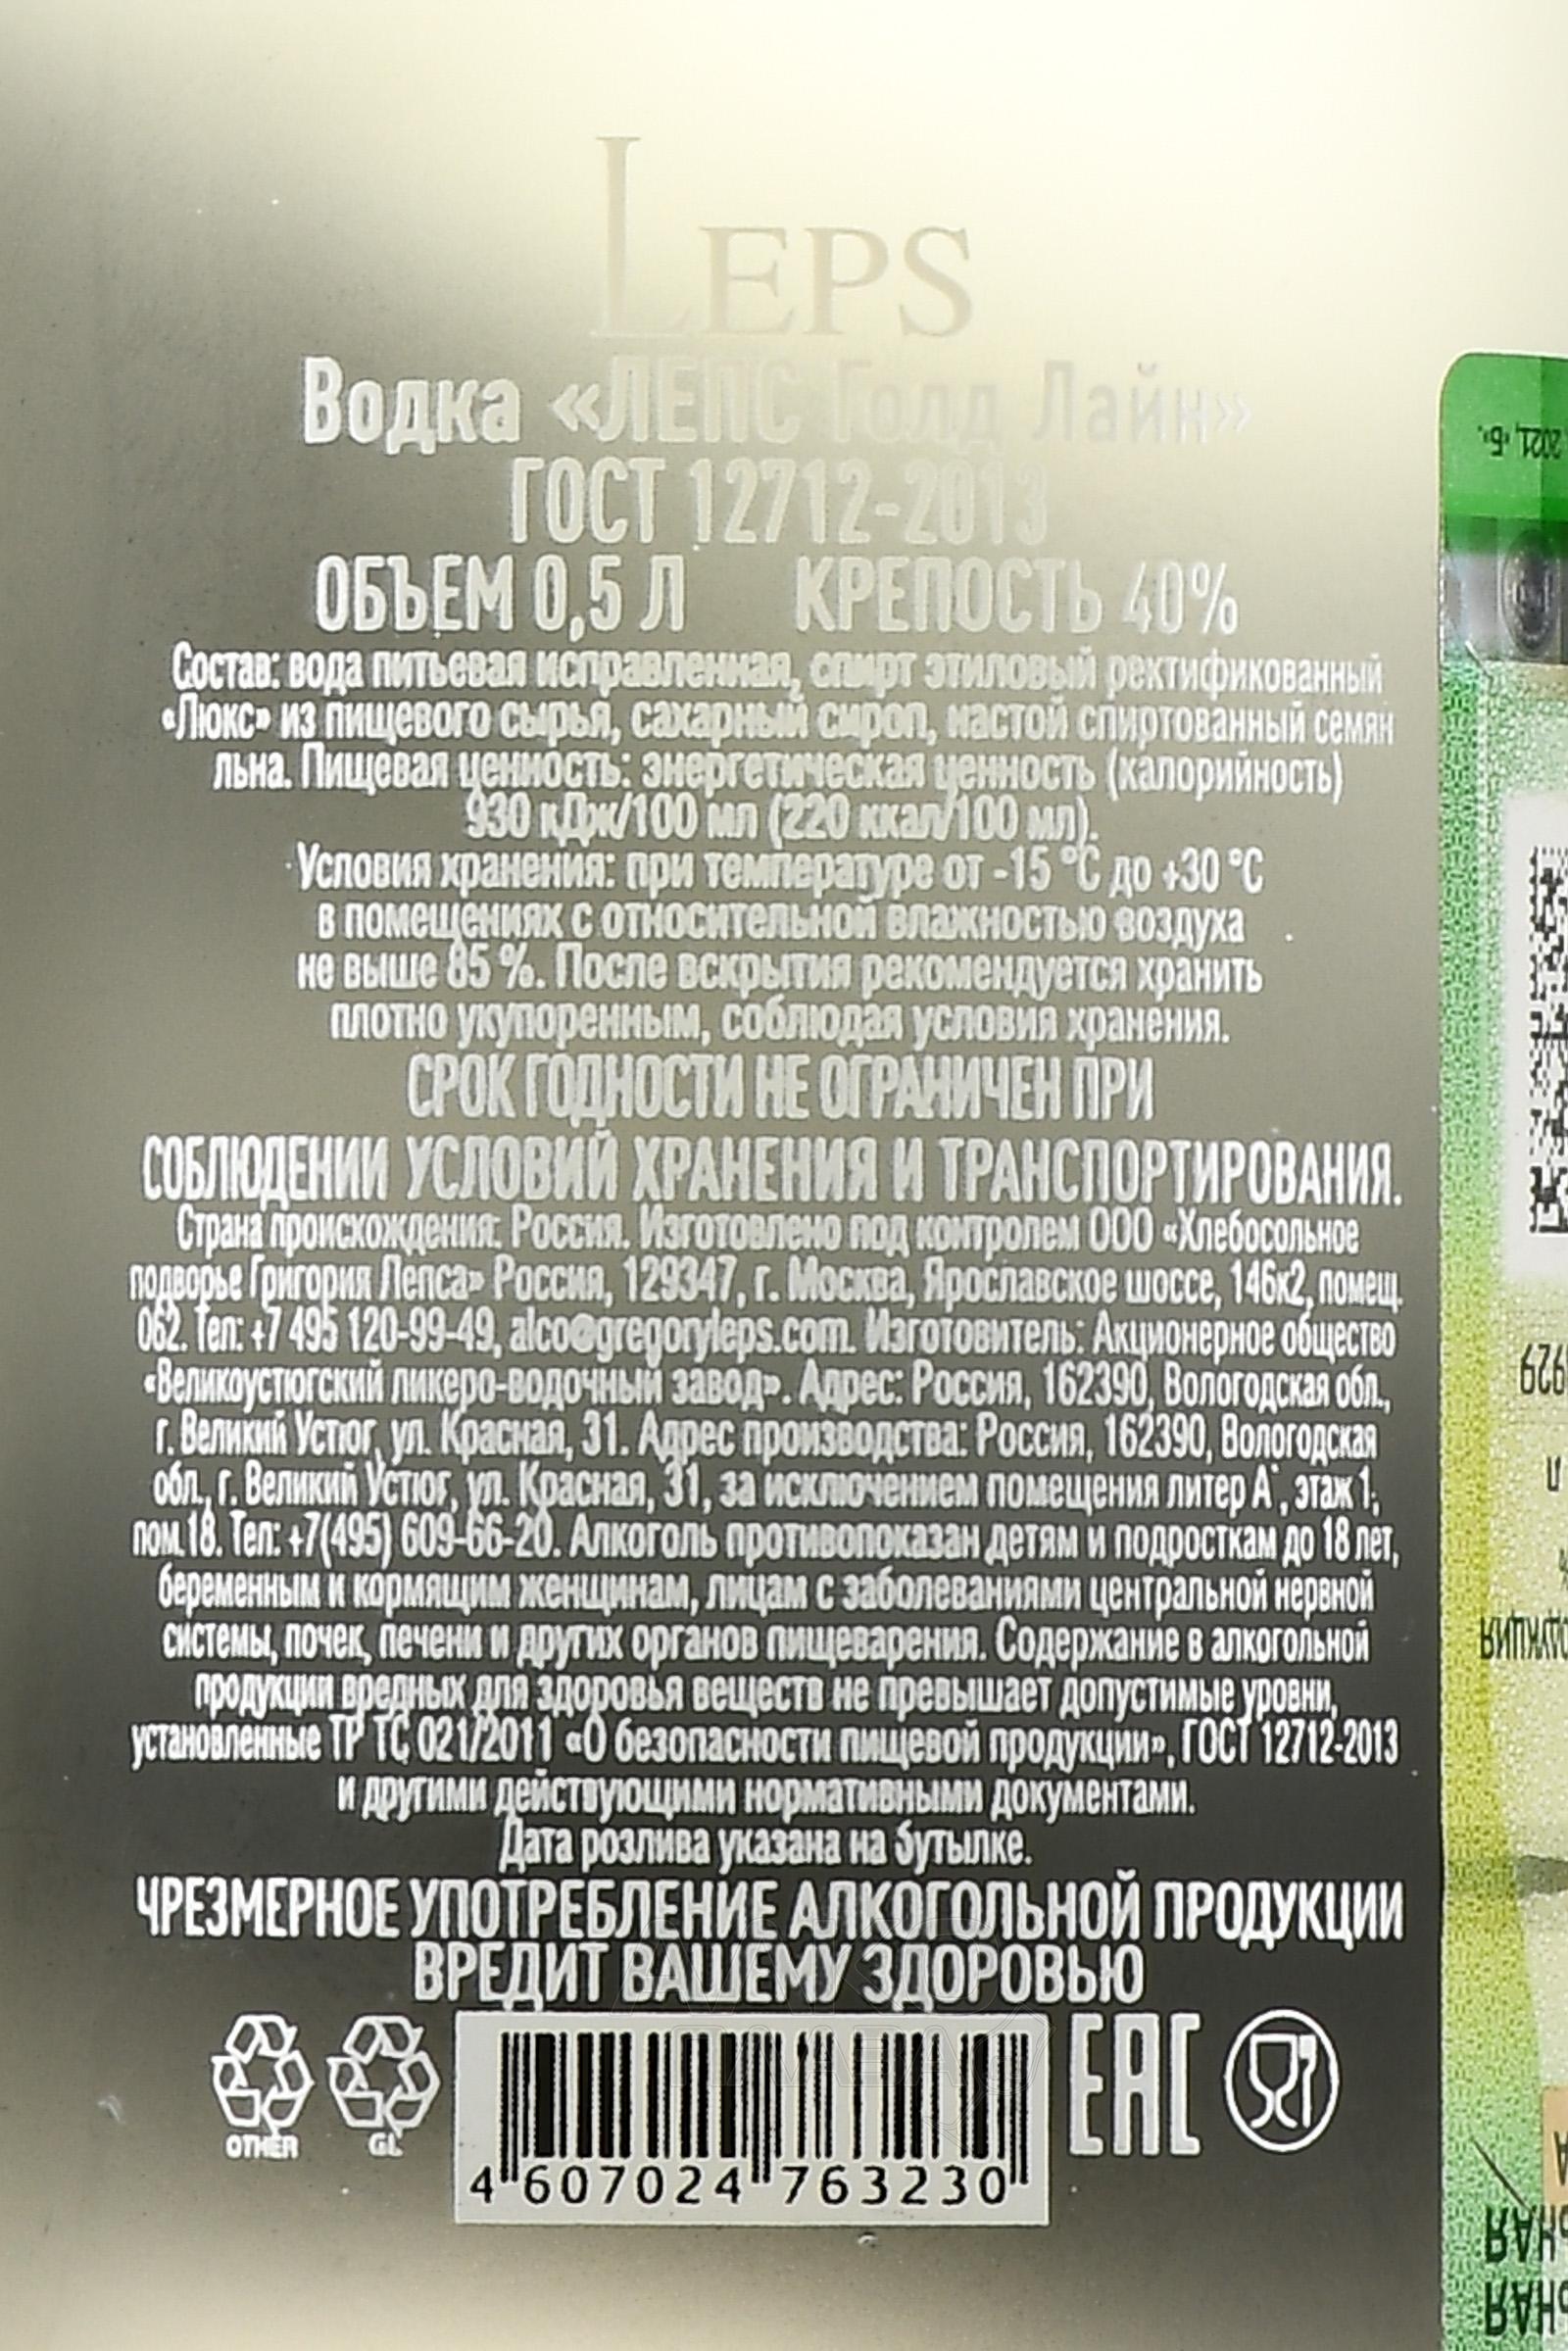 LEPS
Водка «ЛЕПС Голд Лайн»
ГОСТ 12712-2013
ОБЪЕМ 0,5 Л КРЕПОСТЬ 40%
Состав: вода питьевая исправленная, спирт этиловый ректификованный
«Люкс» из пищевого сырья, сахарный сироп, настой спиртованный семян
льна. Пищевая ценность: энергетическая ценность (калорийность)
930 кДж/100 мл (220 ккал/100 мл).
Условия хранения: при температуре от -15 °C до +30 °C
в помещениях с относительной влажностью воздуха
не выше 85 %. После вскрытия рекомендуется хранить
плотно укупоренным, соблюдая условия хранения.
СРОК ГОДНОСТИ НЕ ОГРАНИЧЕН ПРИ
СОБЛЮДЕНИИ УСЛОВИЙ ХРАНЕНИЯ И ТРАНСПОРТИРОВАНИЯ.
Страна происхождения: Россия. Изготовлено под контролем ООО «Хлебосольное
подворье Григория Лепса» Россия, 129347, г. Москва, Ярославское шоссе, 146к2, помещ.
062. Тел: +7 495 120-99-49, alco@gregoryleps.com. Изготовитель: Акционерное общество
«Великоустюгский ликеро-водочный завод». Адрес: Россия, 162390, Вологодская обл.,
г. Великий Устюг, ул. Красная, 31. Адрес производства: Россия, 162390, Вологодская
обл., г. Великий Устюг, ул. Красная, 31, за исключением помещения литер А', этаж 1,
пом.18. Тел: +7(495) 609-66-20. Алкоголь противопоказан детям и подросткам до 18 лет,
беременным и кормящим женщинам, лицам с заболеваниями центральной нервной
системы, почек, печени и других органов пищеварения. Содержание в алкогольной
продукции вредных для здоровья веществ не превышает допустимые уровни,
установленные ТР ТС 021/2011 «О безопасности пищевой продукции», ГОСТ 12712-2013
и другими действующими нормативными документами.
Дата розлива указана на бутылке.
ЧРЕЗМЕРНОЕ УПОТРЕБЛЕНИЕ АЛКОГОЛЬНОЙ ПРОДУКЦИИ
ВРЕДИТ ВАШЕМУ ЗДОРОВЬЮ
OTHER GL EAC
4 607024 763230
2021, «Б».